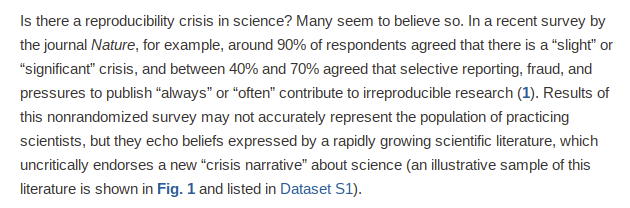 Is there a reproducibility crisis in science? Many seem to believe so. In a recent survey by
the journal Nature, for example, around 90% of respondents agreed that there is a “slight” or
“significant” crisis, and between 40% and 70% agreed that selective reporting, fraud, and
pressures to publish “always” or “often” contribute to irreproducible research (1). Results of
this nonrandomized survey may not accurately represent the population of practicing
scientists, but they echo beliefs expressed by a rapidly growing scientific literature, which
uncritically endorses a new “crisis narrative” about science (an illustrative sample of this
literature is shown in Fig. 1 and listed in Dataset S1).